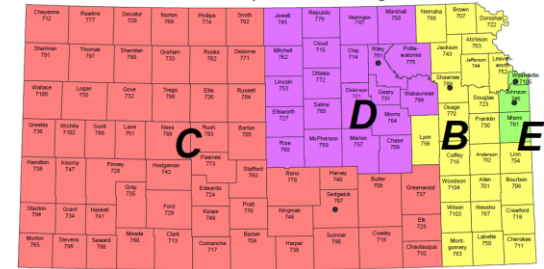 Cheyenne
712
Rawlins
777
Decatur
720
Norton
769
Phillips
774
Smith
792
Jewell
745
Republic
779
Washington
Marshall
758
Nemaha
766
Brown
707
Doniphan
722
Sherman
791
Thomas
797
Sheridan
790
Graham
733
Rooks
782
Osborne
771
Mitchell
762
Cloud
715
Clay
714
Riley
781
Potta-
watomie
775
Jackson
743
Atchison
703
Jefferson
744
Leaven-
worth
Wyandotte
7105
Wallace
7100
Logan
755
Gove
732
Trego
798
Ellis
726
Russell
784
Lincoln
753
Ottawa
772
Dickinson
721
Geary
731
Wabaunsee
799
Shawnee
789
Douglas
723
Johnson
Ellsworth
727
Saline
785
Morris
764
Osage
770
Franklin
730
Miami
761
Greeley
736
Wichita
7102
Scott
786
Lane
751
Ness
768
Rush
783
Barton
705
Rice
780
McPherson
759
Marion
757
Chase
709
Lyon
756
Coffey
716
Anderson
702
Linn
754
D
B
E
C
Hamilton
738
Kearny
747
Finney
728
Hodgeman
742
Pawnee
773
Stafford
793
Reno
778
Harvey
740
Butler
708
Greenwood
737
Woodson
7104
Allen
701
Bourbon
706
Gray
735
Edwards
724
Sedgwick
787
Stanton
794
Grant
734
Haskell
741
Ford
729
Kiowa
749
Pratt
776
Kingman
748
Elk
725
Wilson
7103
Neosho
767
Crawford
719
Morton
765
Stevens
795
Seward
788
Meade
760
Clark
713
Comanche
717
Barber
704
Harper
739
Sumner
796
Cowley
718
Chautauqua
710
Mont-
gomery
763
Labette
750
Cherokee
711